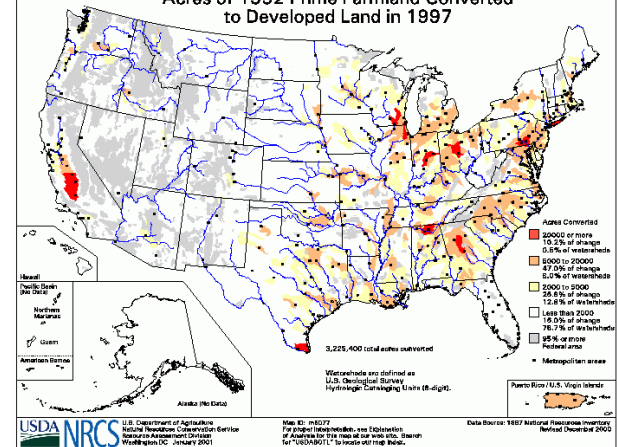 Acres of 1992 Prime Farmland Converted
to Developed Land in 1997
Acres Converted
20000 or more
10.2% of change
0.5% of watersheds
5000 to 20000
47.0% of change
8.0% of watersheds
2000 to 5000
26.8% of change
12.8% of watersheds
Less than 2000
16.0% of change
78.7% of watersheds
95% or more
Federal area
Metropolitan areas
Hawaii
Pacific Basin
(No Data)
Northern
Marianas
Guam
American Samoa
Alaska (No Data)
3,225,400 total acres converted
Watersheds are defined as
U.S. Geological Survey
Hydrologic Cataloging Units (8-digit).
Puerto Rico / U.S. Virgin Islands
USDA NRCS
U.S. Department of Agriculture
Natural Resources Conservation Service
Resource Assessment Division
Washington DC January 2001
Map ID: m5077
For proper interpretation, see Explanation
of Analysis for this map at our web site. Search
for "USDABOTL" to locate our map index.
Data Source: 1997 National Resources Inventory
Revised December 2000